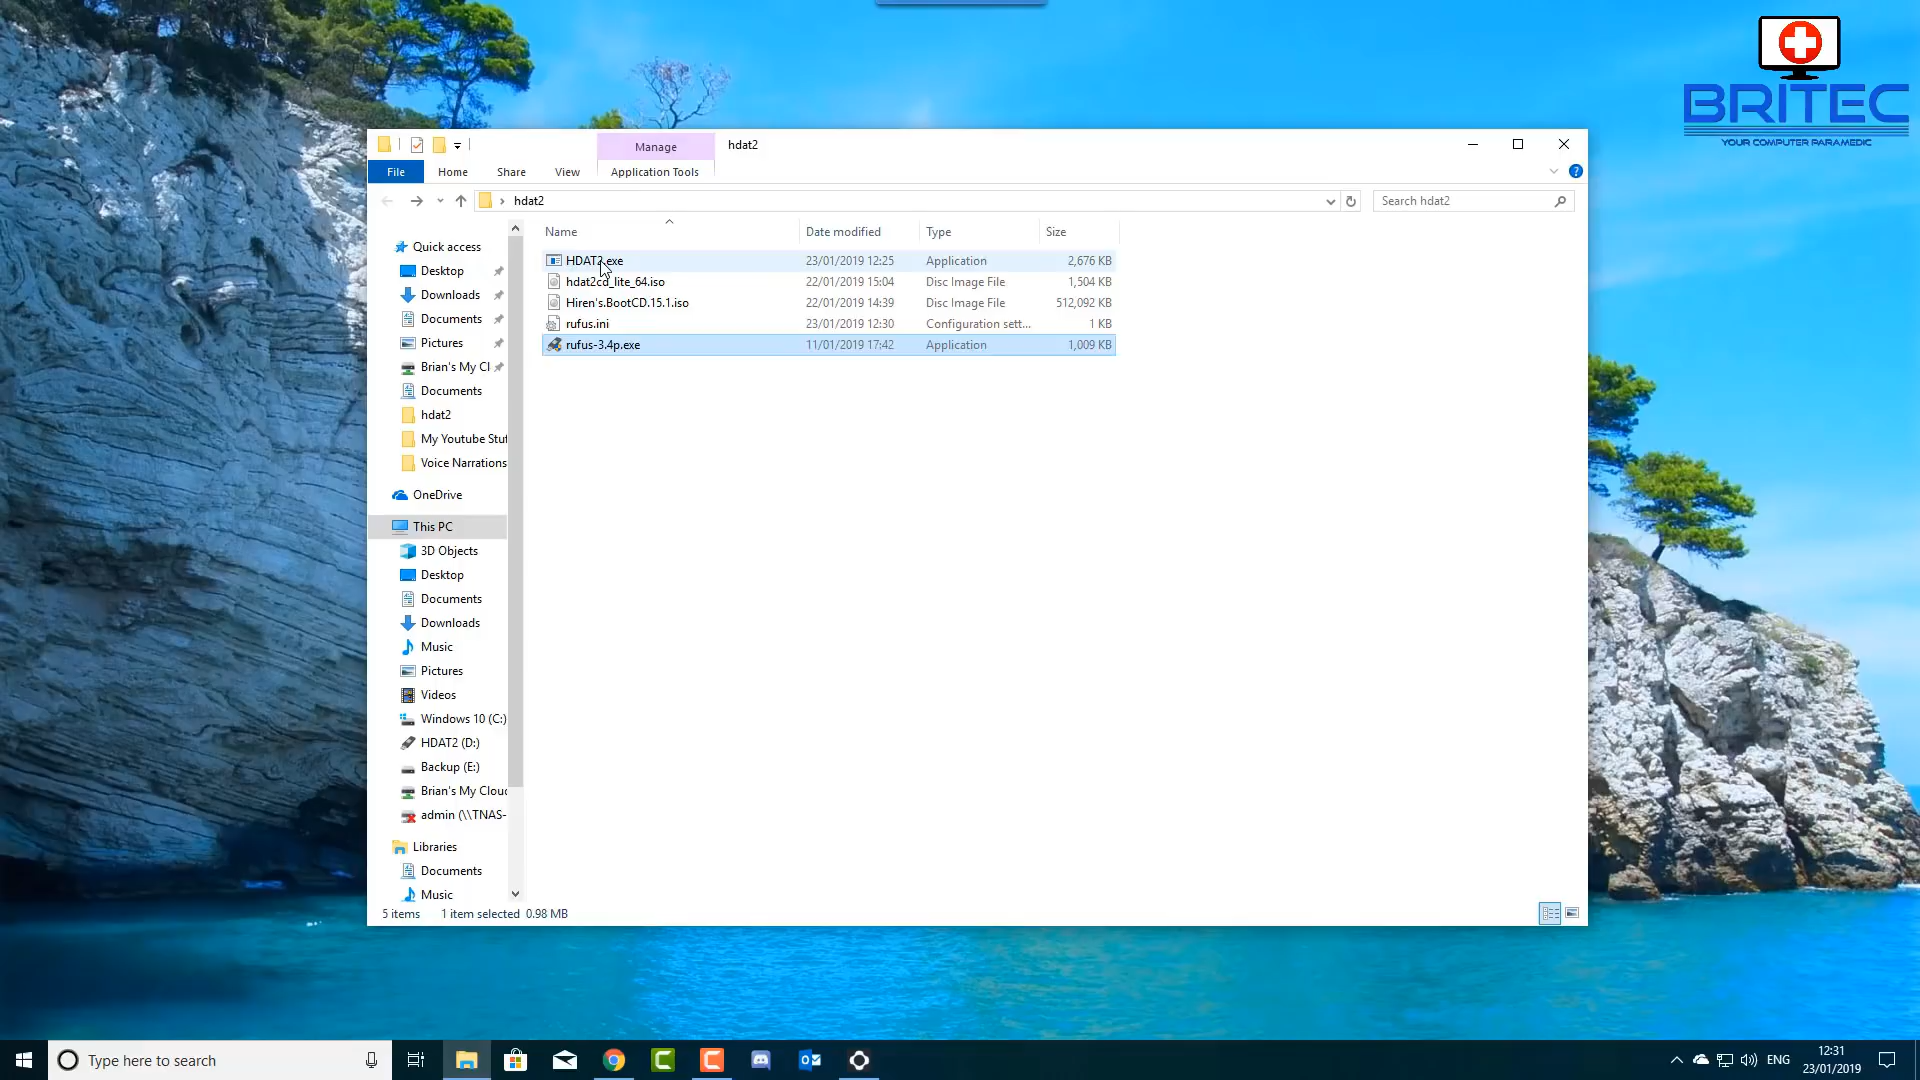 BRITEC
YOUR COMPUTER PARAMEDIC
Manage
hdat2
File
Home
Share
View
Application Tools
hdat2
Search hdat2
Name
Date modified
Type
Size
HDAT2.exe
23/01/2019 12:25
Application
2,676 KB
hdat2cd_lite_64.iso
22/01/2019 15:04
Disc Image File
1,504 KB
Hiren's.BootCD.15.1.iso
22/01/2019 14:39
Disc Image File
512,092 KB
rufus.ini
23/01/2019 12:30
Configuration sett...
1 KB
rufus-3.4p.exe
11/01/2019 17:42
Application
1,009 KB
Quick access
Desktop
Downloads
Documents
Pictures
Brian's My Cl
Documents
hdat2
My Youtube Stuf
Voice Narrations
OneDrive
This PC
3D Objects
Desktop
Documents
Downloads
Music
Pictures
Videos
Windows 10 (C:)
HDAT2 (D:)
Backup (E:)
Brian's My Cloud
admin (\\TNAS-
Libraries
Documents
Music
5 items
1 item selected 0.98 MB
Type here to search
ENG
12:31
23/01/2019